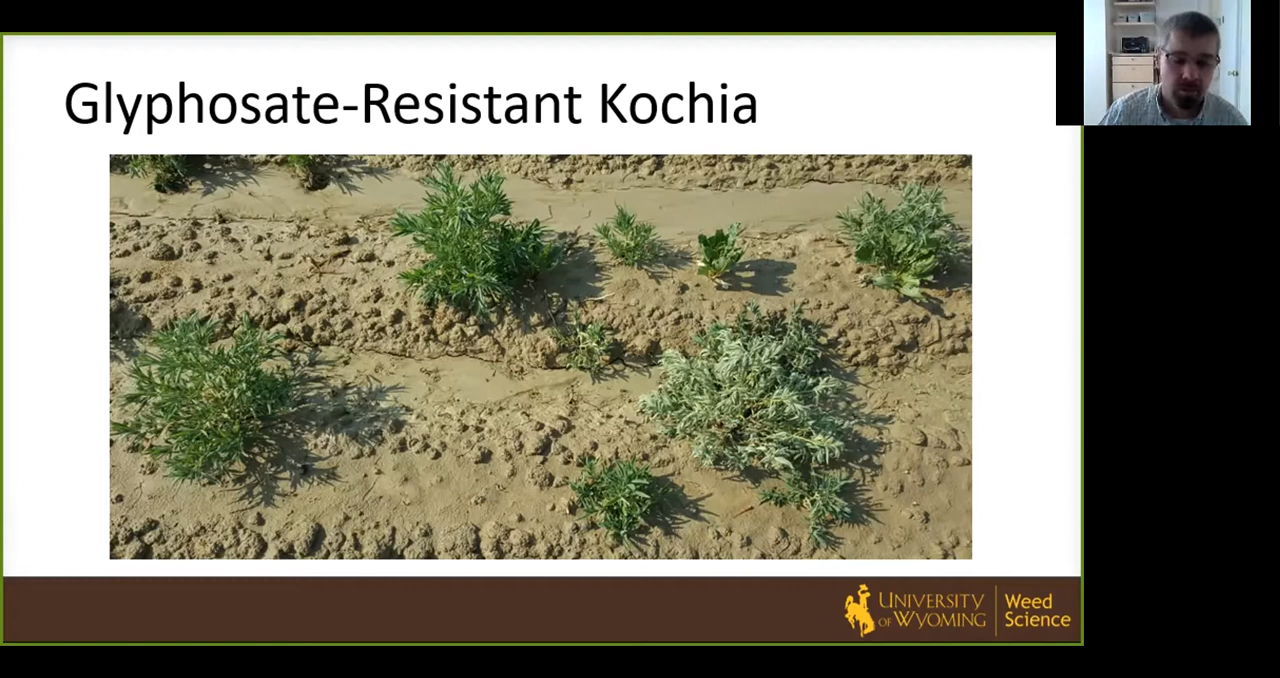 Glyphosate-Resistant Kochia
UNIVERSITY
OF WYOMING
Weed
Science